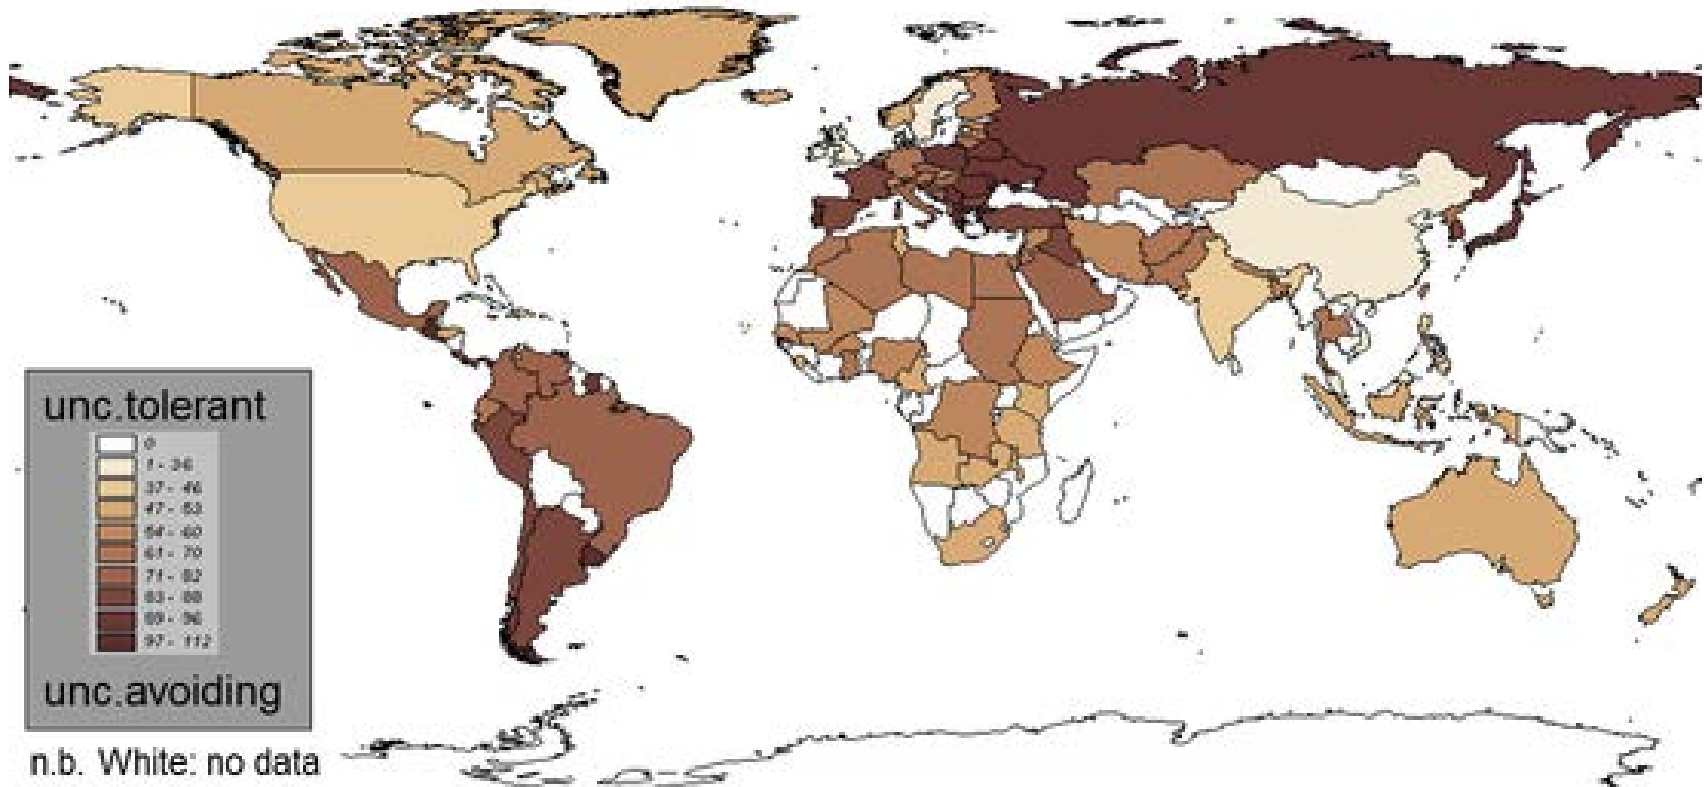 unc.tolerant
0
1 - 36
37 - 46
47 - 53
54 - 60
61 - 70
71 - 82
83 - 88
89 - 96
97 - 112
unc.avoiding
n.b. White: no data